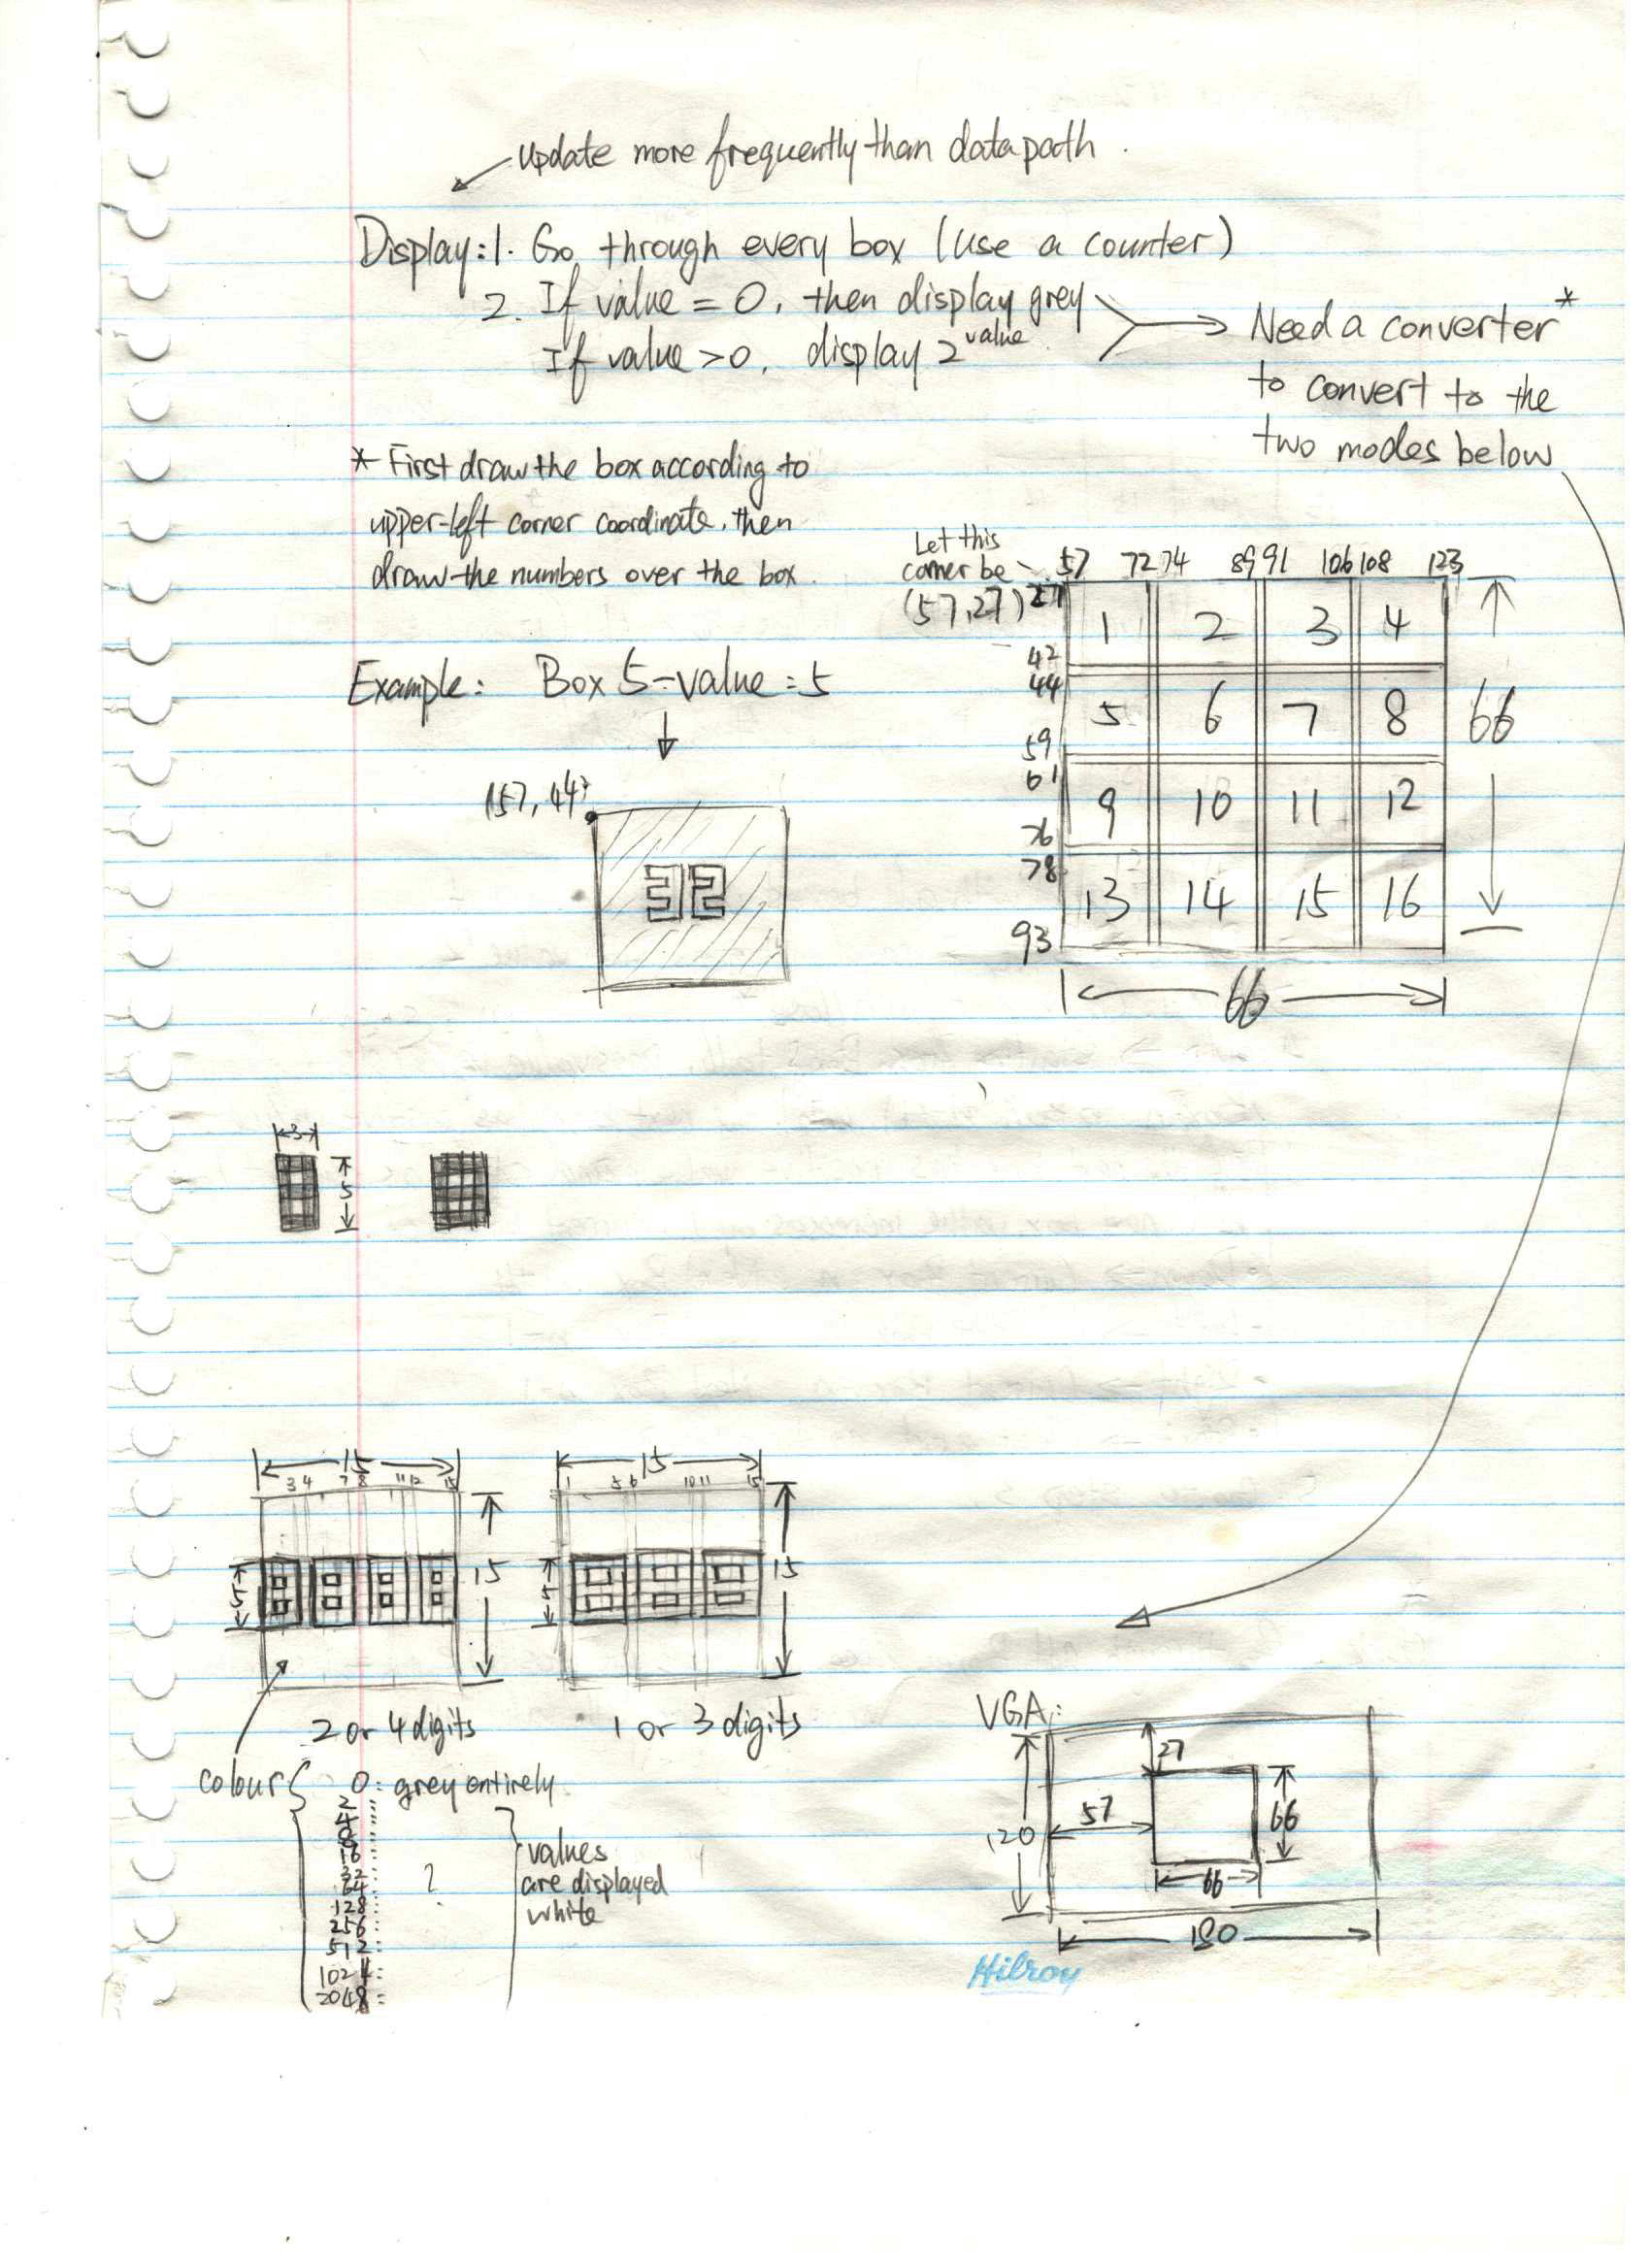 Update more frequently than datapath.
Display: 1. Go through every box (use a counter)
2. If value = 0, then display grey
If value > 0, display 2^value.
Need a converter*
to convert to the
two modes below
* First draw the box according to
upper-left corner coordinate, then
draw the numbers over the box.
Let this
corner be
(57,27)
57 72 74 89 91 106 108 123
27
42
44
59
61
76
78
93
1 2 3 4
5 6 7 8
9 10 11 12
13 14 15 16
66
66
Example: Box 5 - value = 5
(57, 44)
32
3
5
15
3 4 7 8 11 12 15
5
15
2 or 4 digits
15
1 5 6 10 11 15
5
15
1 or 3 digits
colour { 0: grey entirely
2:
4:
8:
16:
32:
64:
128:
256:
512:
1024:
2048:
?
values
are displayed
white
VGA:
27
57
120
66
66
180
Hilroy